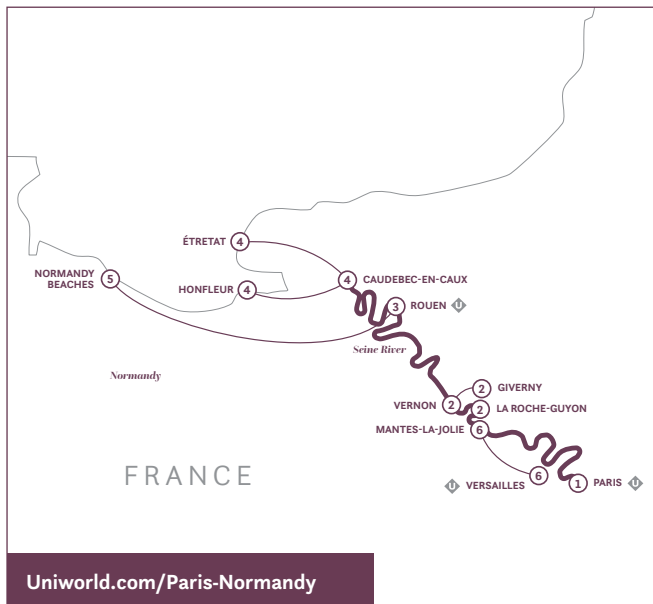 ÉTRETAT
4
4
CAUDEBEC-EN-CAUX
NORMANDY
BEACHES
5
HONFLEUR
4
3
ROUEN
U
Seine River
Normandy
2
GIVERNY
VERNON
2
2
LA ROCHE-GUYON
MANTES-LA-JOLIE
6
FRANCE
U
VERSAILLES
6
1
PARIS
U
Uniworld.com/Paris-Normandy